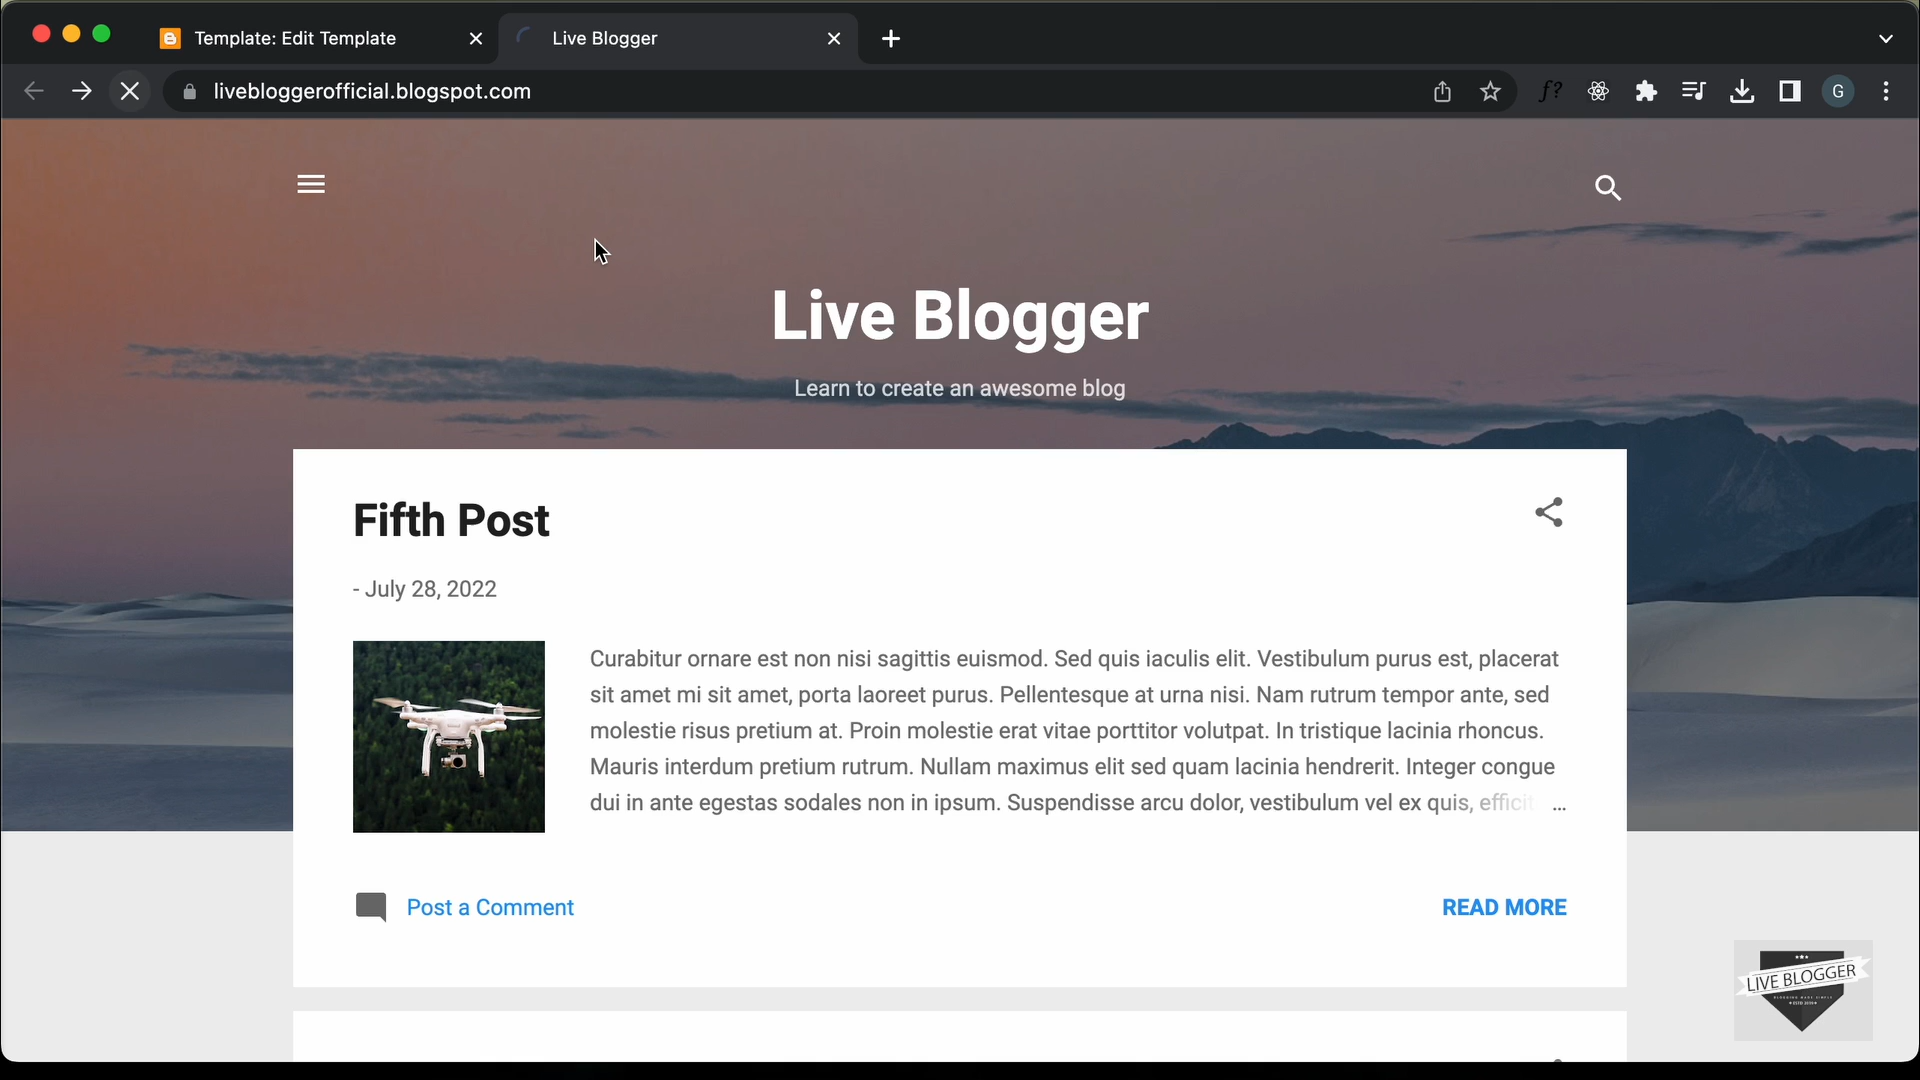 Template: Edit Template
Live Blogger
livebloggerofficial.blogspot.com
f?
G
Live Blogger
Learn to create an awesome blog
Fifth Post
- July 28, 2022
Curabitur ornare est non nisi sagittis euismod. Sed quis iaculis elit. Vestibulum purus est, placerat
sit amet mi sit amet, porta laoreet purus. Pellentesque at urna nisi. Nam rutrum tempor ante, sed
molestie risus pretium at. Proin molestie erat vitae porttitor volutpat. In tristique lacinia rhoncus.
Mauris interdum pretium rutrum. Nullam maximus elit sed quam lacinia hendrerit. Integer congue
dui in ante egestas sodales non in ipsum. Suspendisse arcu dolor, vestibulum vel ex quis, efficit ...
Post a Comment
READ MORE
LIVE BLOGGER